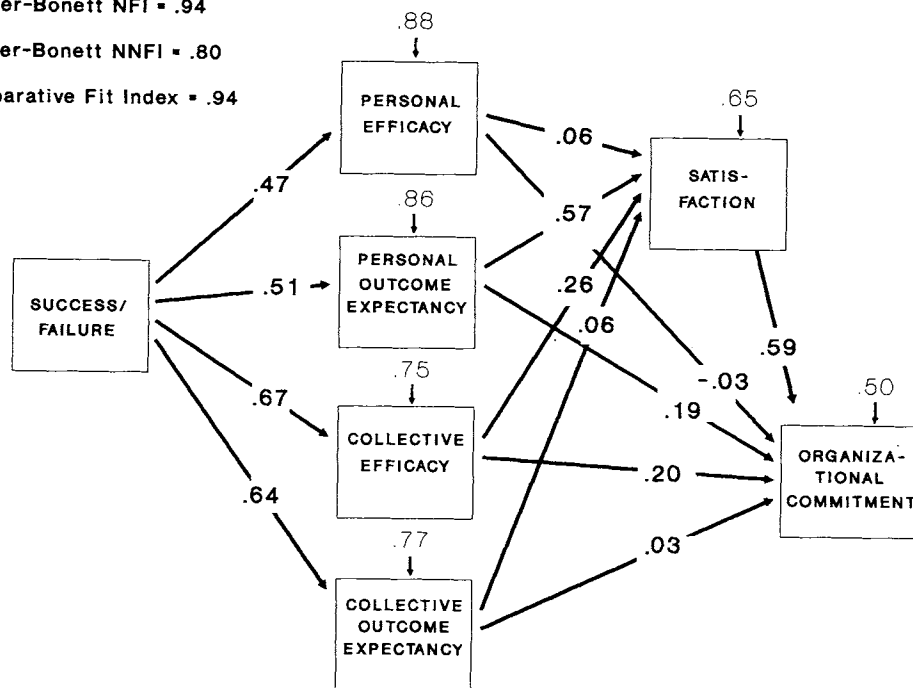 er-Bonett NFI = .94
er-Bonett NNFI = .80
parative Fit Index = .94
.88
PERSONAL
EFFICACY
.65
SATIS-
FACTION
.06
.47
.57
.86
PERSONAL
OUTCOME
EXPECTANCY
.51
.26
.06
SUCCESS/
FAILURE
.59
.75
COLLECTIVE
EFFICACY
.67
-.03
.19
.50
ORGANIZA-
TIONAL
COMMITMENT
.20
.64
.03
.77
COLLECTIVE
OUTCOME
EXPECTANCY